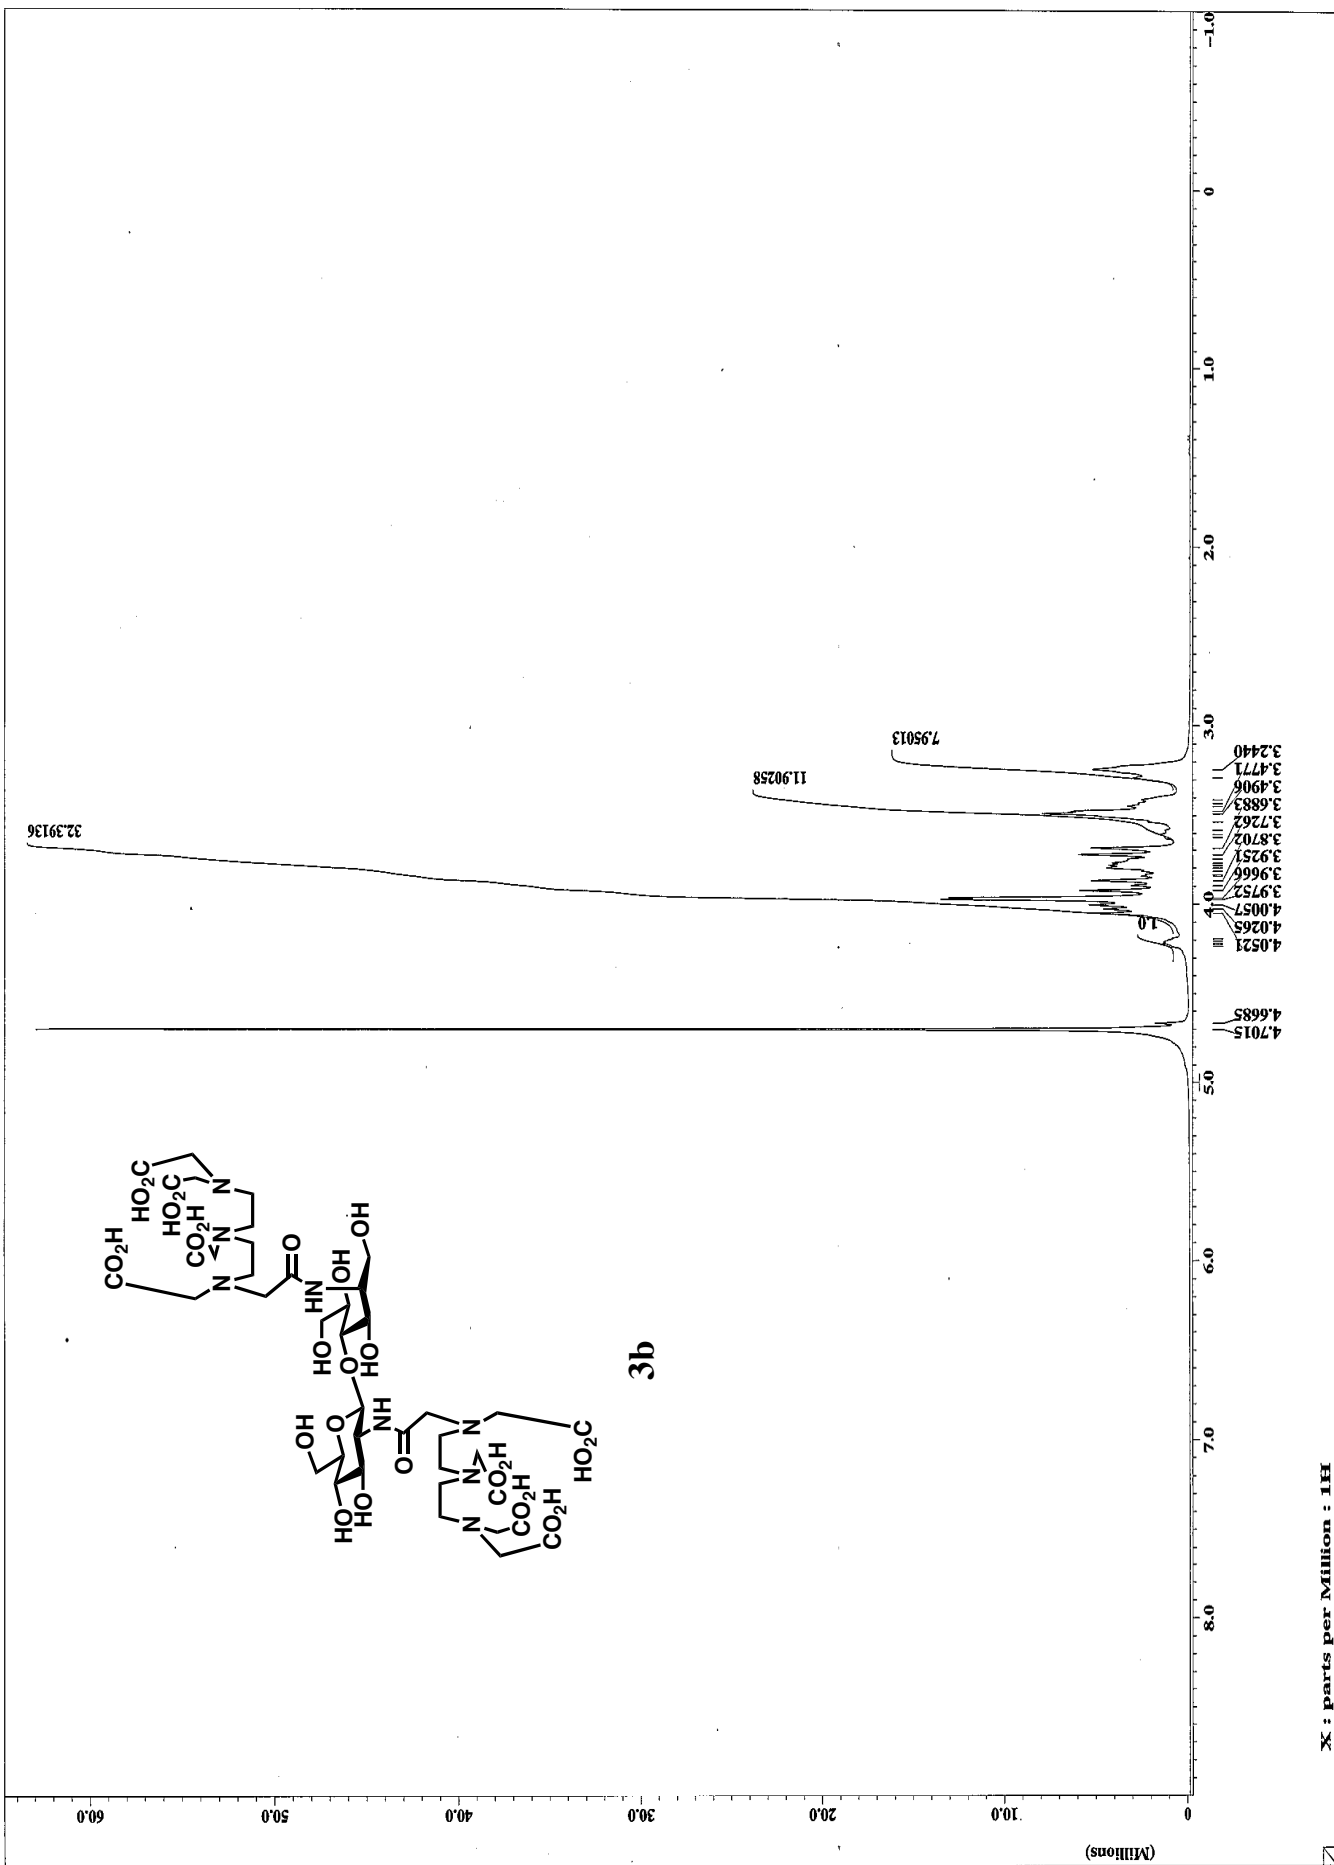 (Millions)
0
10.0
20.0
30.0
40.0
50.0
60.0
32.39136
11.90258
7.95013
1.0
CO2H
HO2C
HO2C
CO2H
N
N
N
O
HN
OH
OH
HO
HO
O
OH
O
NH
HO
HO
O
N
N
N
CO2H
CO2H
CO2H
HO2C
3b
8.0
7.0
6.0
5.0
4.0
3.0
2.0
1.0
0
-1.0
4.7015
4.6685
4.0521
4.0265
4.0057
3.9752
3.9666
3.9251
3.8702
3.7262
3.6883
3.4906
3.4771
3.2440
X : parts per Million : 1H